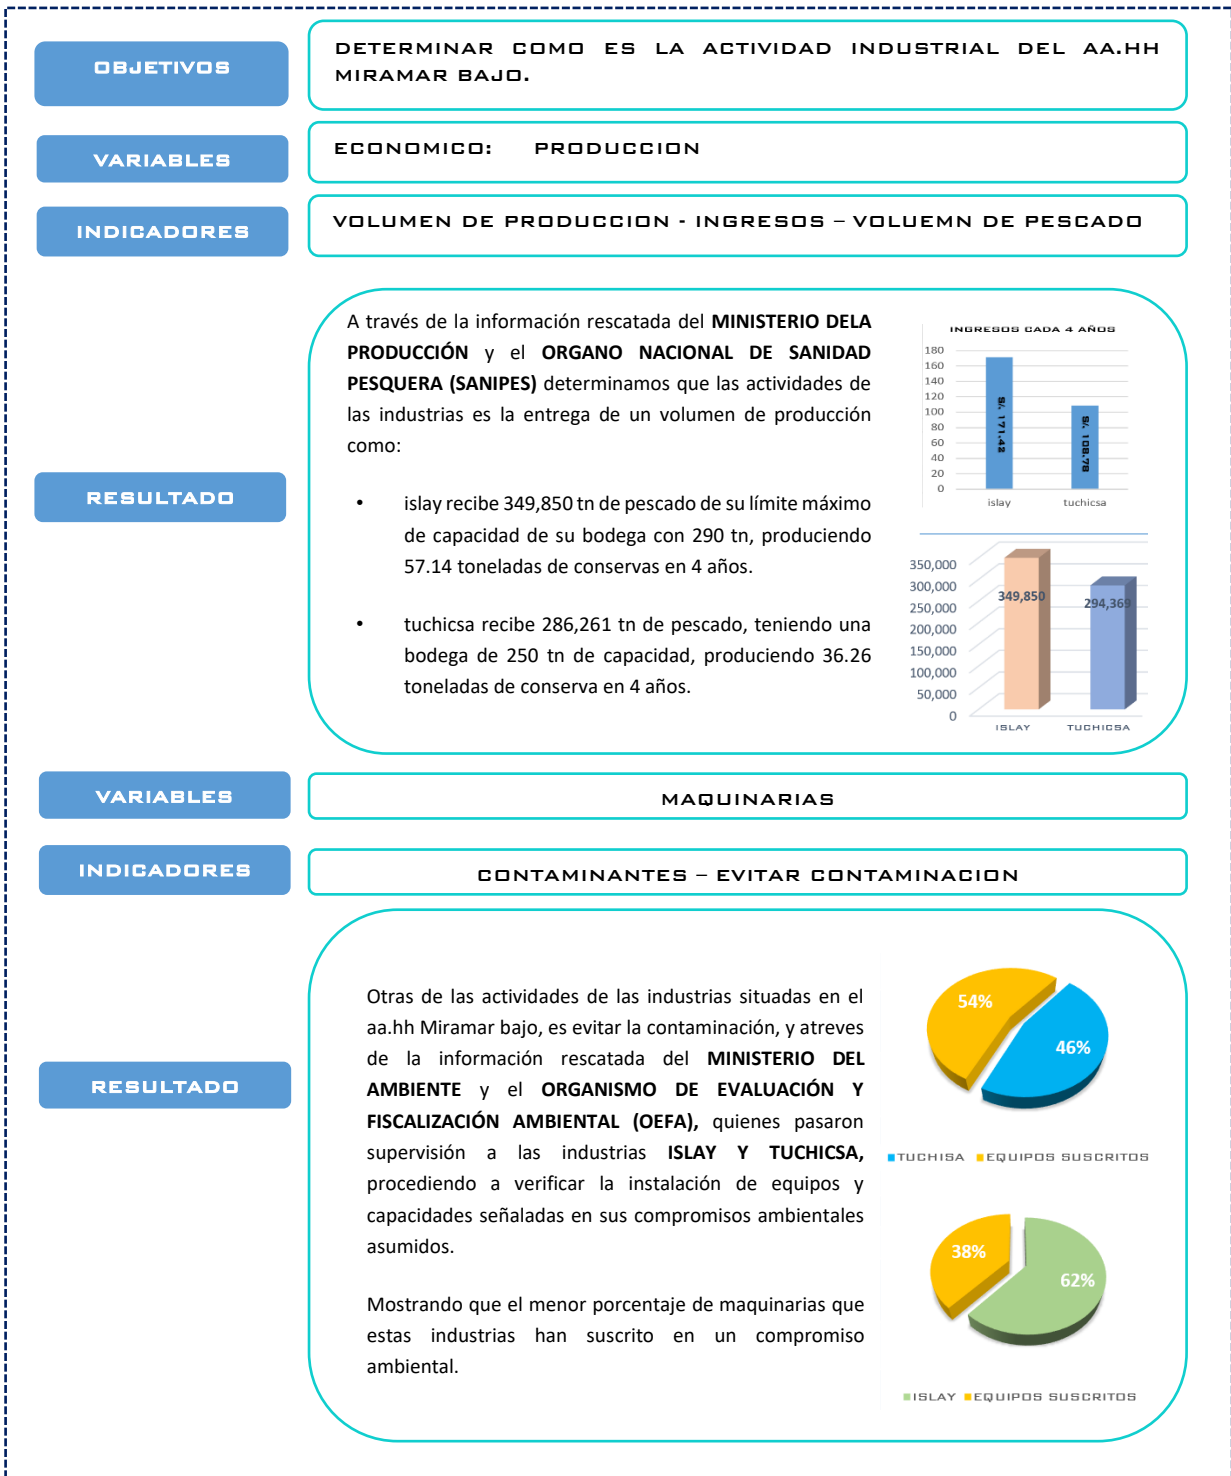 OBJETIVOS
DETERMINAR COMO ES LA ACTIVIDAD INDUSTRIAL DEL AA.HH
MIRAMAR BAJO.
VARIABLES
ECONOMICO: PRODUCCION
INDICADORES
VOLUMEN DE PRODUCCION - INGRESOS – VOLUEMN DE PESCADO
RESULTADO
A través de la información rescatada del MINISTERIO DELA
PRODUCCIÓN y el ORGANO NACIONAL DE SANIDAD
PESQUERA (SANIPES) determinamos que las actividades de
las industrias es la entrega de un volumen de producción
como:
• islay recibe 349,850 tn de pescado de su límite máximo
de capacidad de su bodega con 290 tn, produciendo
57.14 toneladas de conservas en 4 años.
• tuchicsa recibe 286,261 tn de pescado, teniendo una
bodega de 250 tn de capacidad, produciendo 36.26
toneladas de conserva en 4 años.
INGRESOS CADA 4 AÑOS
180
160
140
120
100
80
60
40
20
0
S/. 171.42
S/. 108.78
islay tuchicsa
350,000
300,000
250,000
200,000
150,000
100,000
50,000
0
349,850
294,369
ISLAY TUCHICSA
VARIABLES
MAQUINARIAS
INDICADORES
CONTAMINANTES – EVITAR CONTAMINACION
RESULTADO
Otras de las actividades de las industrias situadas en el
aa.hh Miramar bajo, es evitar la contaminación, y atreves
de la información rescatada del MINISTERIO DEL
AMBIENTE y el ORGANISMO DE EVALUACIÓN Y
FISCALIZACIÓN AMBIENTAL (OEFA), quienes pasaron
supervisión a las industrias ISLAY Y TUCHICSA,
procediendo a verificar la instalación de equipos y
capacidades señaladas en sus compromisos ambientales
asumidos.
Mostrando que el menor porcentaje de maquinarias que
estas industrias han suscrito en un compromiso
ambiental.
54%
46%
TUCHISA EQUIPOS SUSCRITOS
38%
62%
ISLAY EQUIPOS SUSCRITOS